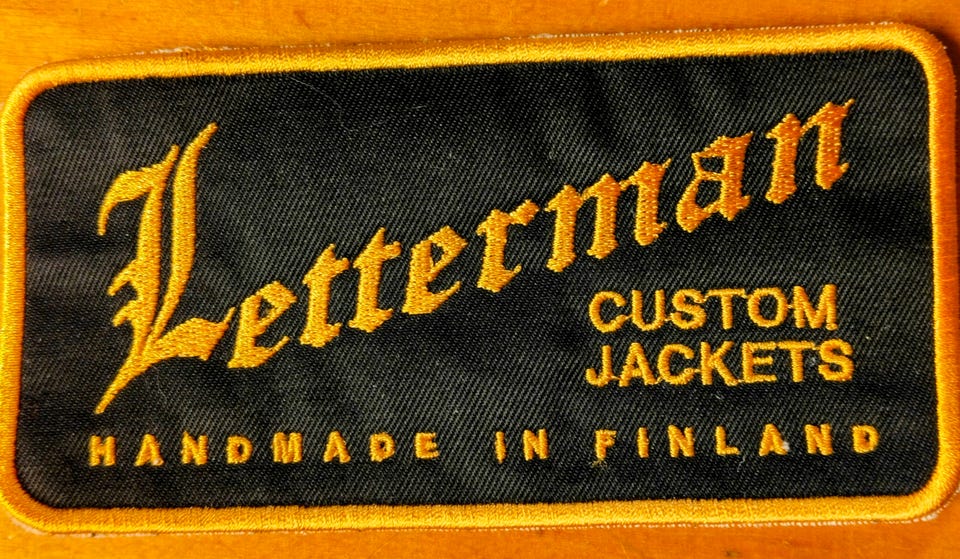 Letterman
CUSTOM
JACKETS
HANDMADE IN FINLAND